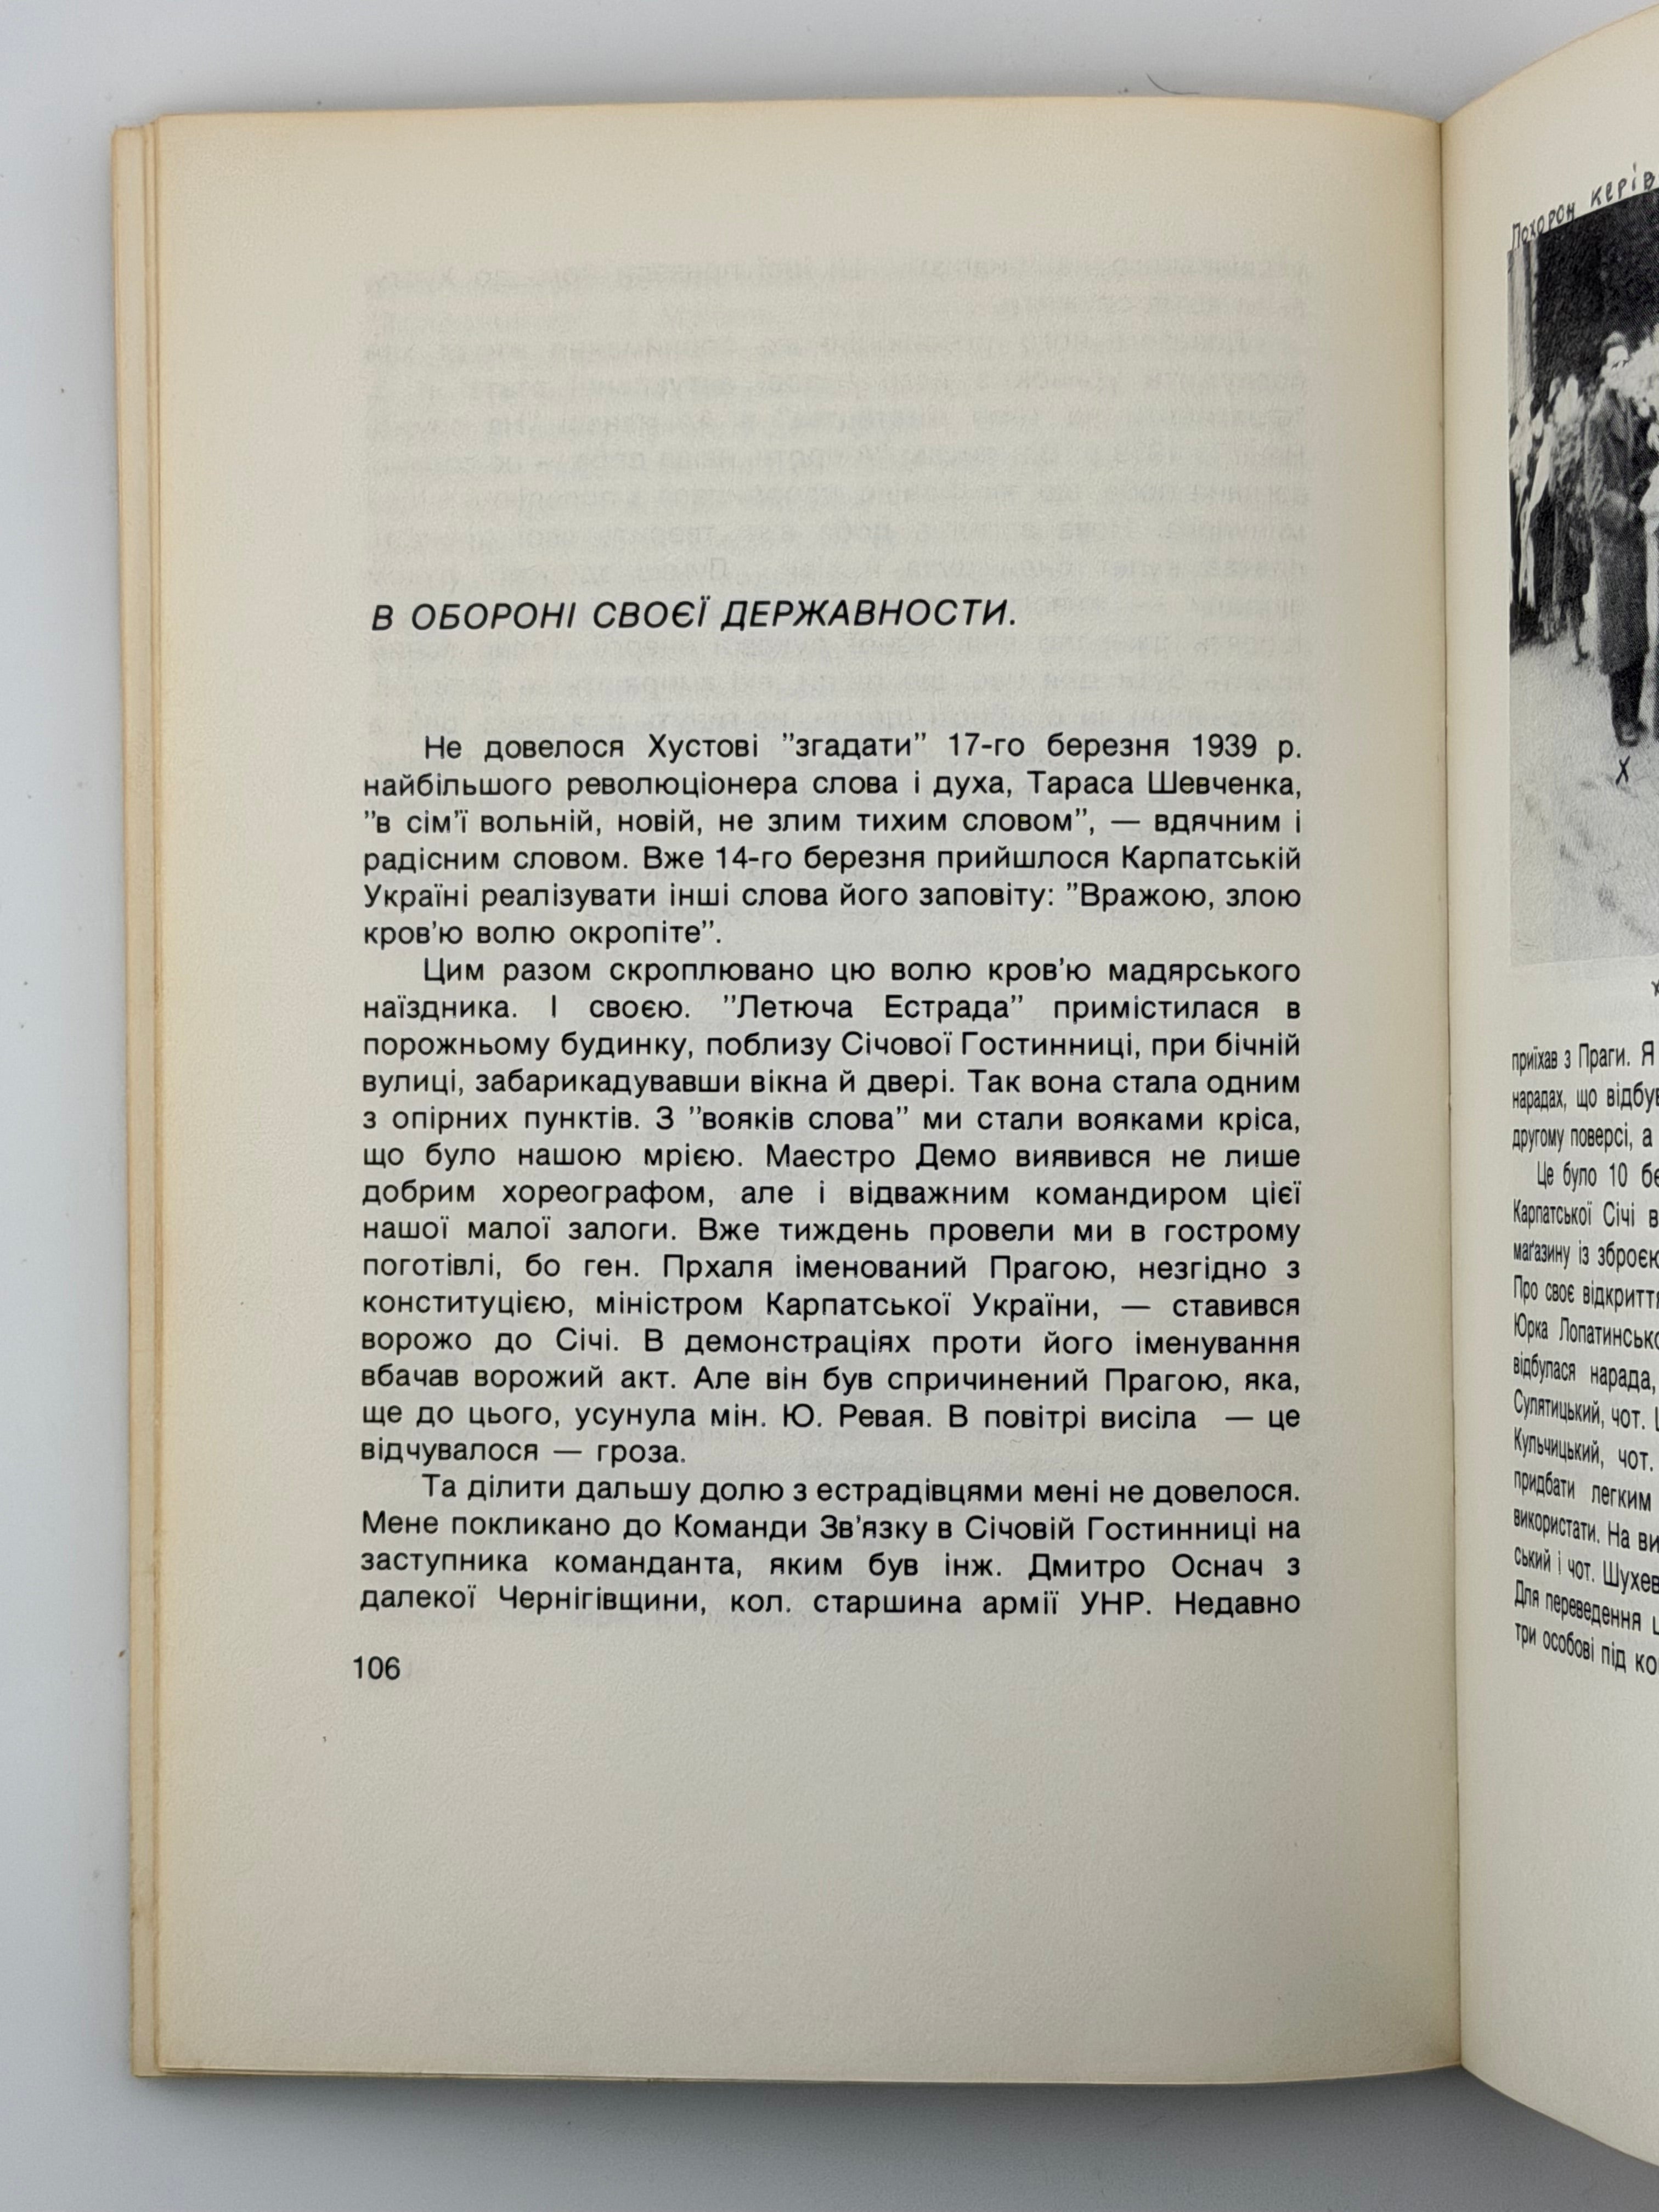 В ОБОРОНІ СВОЄЇ ДЕРЖАВНОСТИ.
Не довелося Хустові ”згадати” 17-го березня 1939 р.
найбільшого революціонера слова і духа, Тараса Шевченка,
”в сім’ї вольній, новій, не злим тихим словом”, — вдячним і
радісним словом. Вже 14-го березня прийшлося Карпатській
Україні реалізувати інші слова його заповіту: ”Вражою, злою
кров’ю волю окропіте”.
Цим разом скроплювано цю волю кров’ю мадярського
наїздника. І своєю. ”Летюча Естрада” примістилася в
порожньому будинку, поблизу Січової Гостинниці, при бічній
вулиці, забарикадувавши вікна й двері. Так вона стала одним
з опірних пунктів. З ”вояків слова” ми стали вояками кріса,
що було нашою мрією. Маестро Демо виявився не лише
добрим хореографом, але і відважним командиром цієї
нашої малої залоги. Вже тиждень провели ми в гострому
поготівлі, бо ген. Прхаля іменований Прагою, незгідно з
конституцією, міністром Карпатської України, — ставився
ворожо до Січі. В демонстраціях проти його іменування
вбачав ворожий акт. Але він був спричинений Прагою, яка,
ще до цього, усунула мін. Ю. Ревая. В повітрі висіла — це
відчувалося — гроза.
Та ділити дальшу долю з естрадівцями мені не довелося.
Мене покликано до Команди Зв’язку в Січовій Гостинниці на
заступника команданта, яким був інж. Дмитро Оснач з
далекої Чернігівщини, кол. старшина армії УНР. Недавно
106
Похорон керів
х
приїхав з Праги. Я
нарадах, що відбув
другому поверсі, а
Це було 10 бе
Карпатської Січі в
маґазину із зброєю
Про своє відкриття
Юрка Лопатинсько
відбулася нарада,
Супятицький, чот.
Кульчицький, чот.
придбати легким
використати. На ви
ський і чот. Шухев
Для переведення ц
три особові під ко